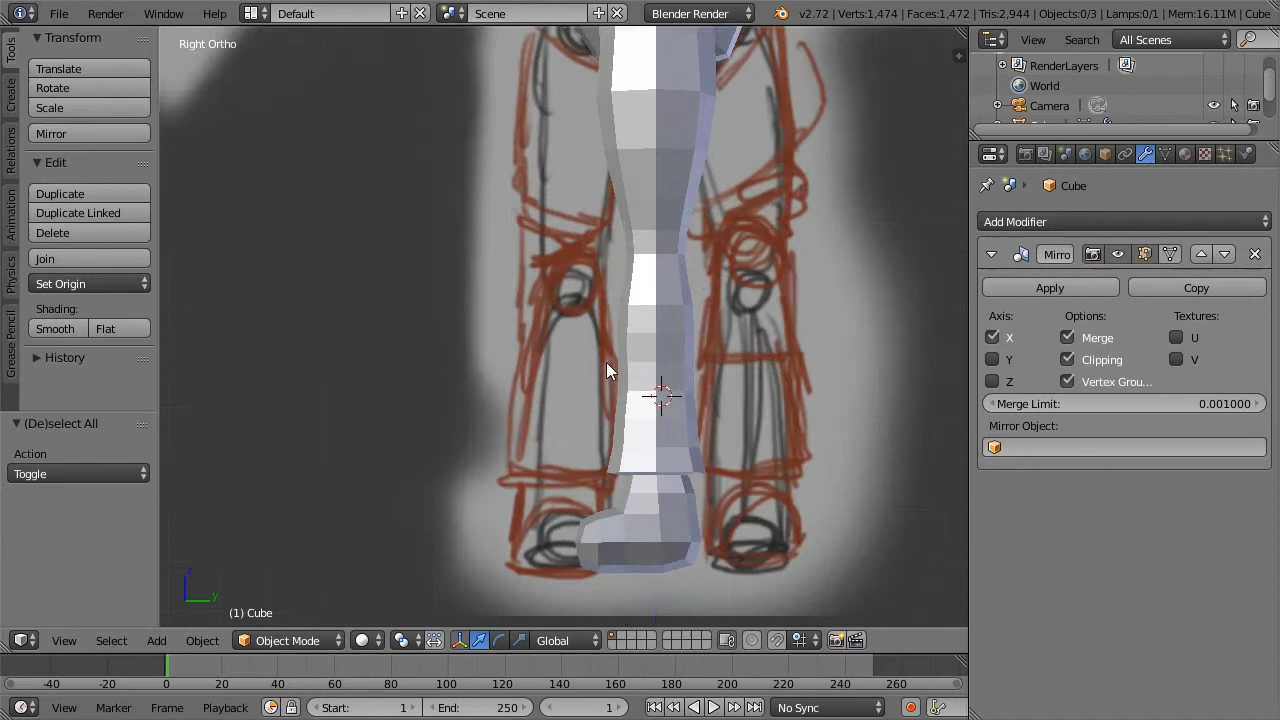 File Render Window Help Default Scene Blender Render v2.72 | Verts:1,474 | Faces:1,472 | Tris:2,944 | Objects:0/3 | Lamps:0/1 | Mem:16.11M | Cube
Tools
Create
Relations
Animation
Physics
Grease Pencil
Transform
Translate
Rotate
Scale
Mirror
Edit
Duplicate
Duplicate Linked
Delete
Join
Set Origin
Shading:
Smooth Flat
History
(De)select All
Action
Toggle
Right Ortho
z
y
(1) Cube
View Search All Scenes
RenderLayers
World
Camera
Cube
Add Modifier
Mirro
Apply Copy
Axis: Options: Textures:
X Merge U
Y Clipping V
Z Vertex Grou...
Merge Limit: 0.001000
Mirror Object:
View Select Add Object Object Mode Global
-40 -20 0 20 40 60 80 100 120 140 160 180 200 220 240 260
View Marker Frame Playback Start: 1 End: 250 1 No Sync